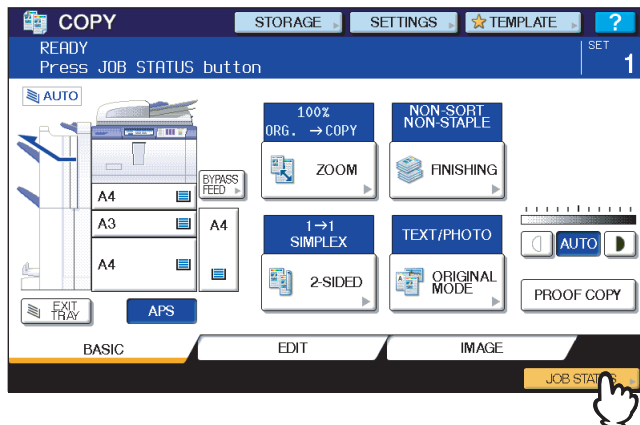 COPY
STORAGE
SETTINGS
TEMPLATE
?
READY
Press JOB STATUS button
SET
1
AUTO
100%
ORG. →COPY
ZOOM
NON-SORT
NON-STAPLE
FINISHING
BYPASS
FEED
A4
A3
A4
A4
1→1
SIMPLEX
2-SIDED
TEXT/PHOTO
ORIGINAL
MODE
AUTO
PROOF COPY
EXIT
TRAY
APS
BASIC
EDIT
IMAGE
JOB STATUS